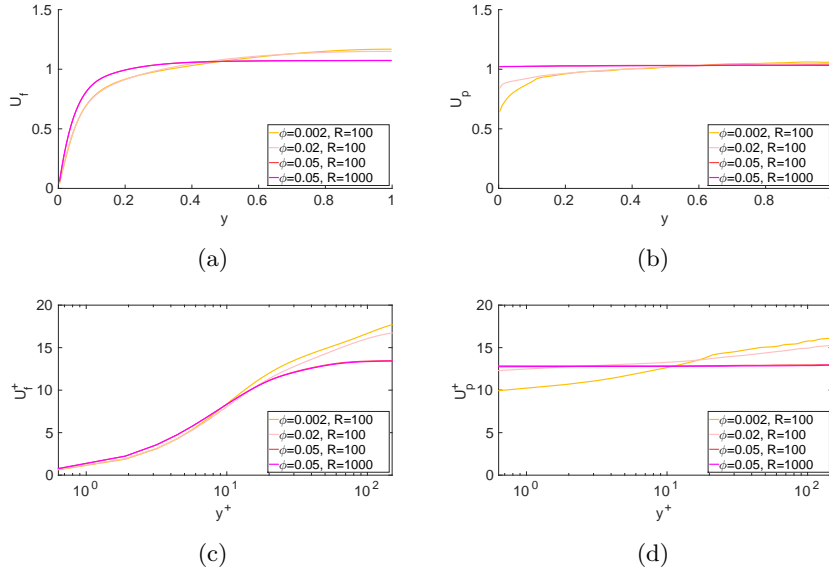 1.5
1
0.5
0
U_f
0 0.2 0.4 0.6 0.8 1
y
ϕ=0.002, R=100
ϕ=0.02, R=100
ϕ=0.05, R=100
ϕ=0.05, R=1000
(a)
1.5
1
0.5
0
U_p
0 0.2 0.4 0.6 0.8 1
y
ϕ=0.002, R=100
ϕ=0.02, R=100
ϕ=0.05, R=100
ϕ=0.05, R=1000
(b)
20
15
10
5
0
U_f^+
10^0 10^1 10^2
y^+
ϕ=0.002, R=100
ϕ=0.02, R=100
ϕ=0.05, R=100
ϕ=0.05, R=1000
(c)
20
15
10
5
0
U_p^+
10^0 10^1 10^2
y^+
ϕ=0.002, R=100
ϕ=0.02, R=100
ϕ=0.05, R=100
ϕ=0.05, R=1000
(d)